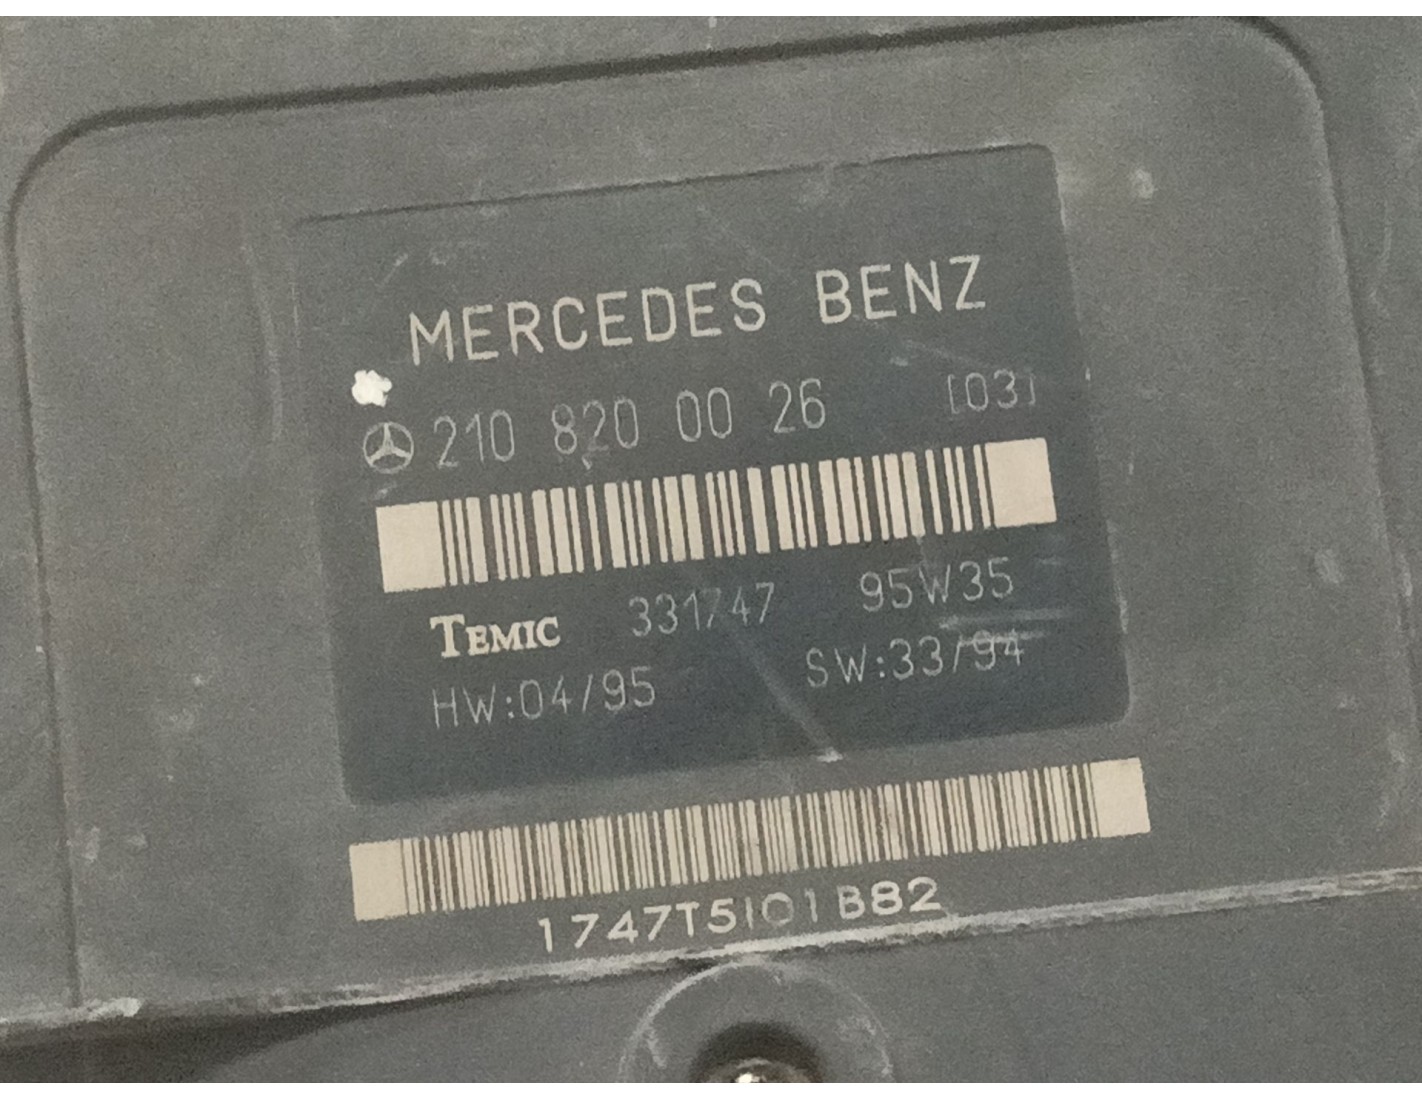 MERCEDES BENZ
210 820 00 26 [03]
TEMIC 331747 95W35
HW:04/95 SW:33/94
1747T5I01B82